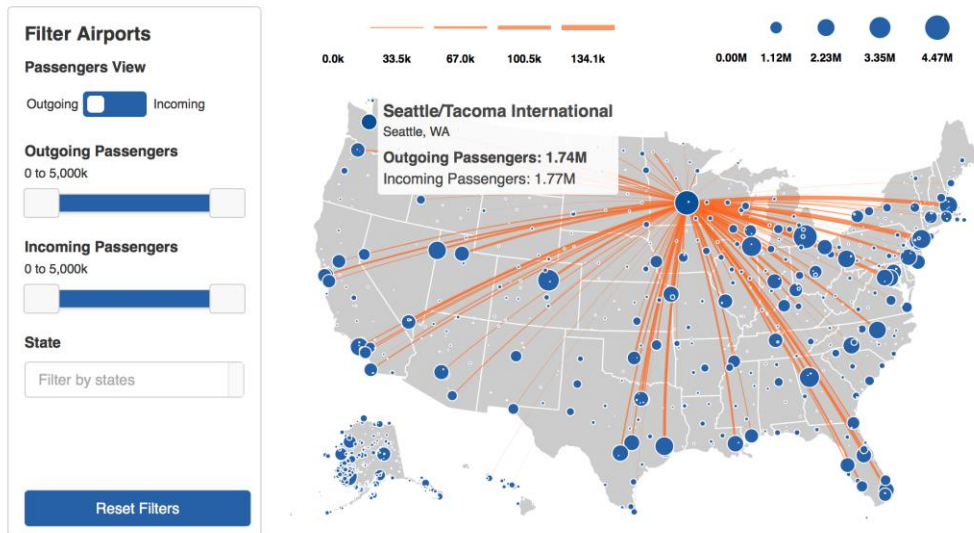 Filter Airports
Passengers View
Outgoing Incoming
Outgoing Passengers
0 to 5,000k
Incoming Passengers
0 to 5,000k
State
Filter by states
Reset Filters
0.0k 33.5k 67.0k 100.5k 134.1k
0.00M 1.12M 2.23M 3.35M 4.47M
Seattle/Tacoma International
Seattle, WA
Outgoing Passengers: 1.74M
Incoming Passengers: 1.77M